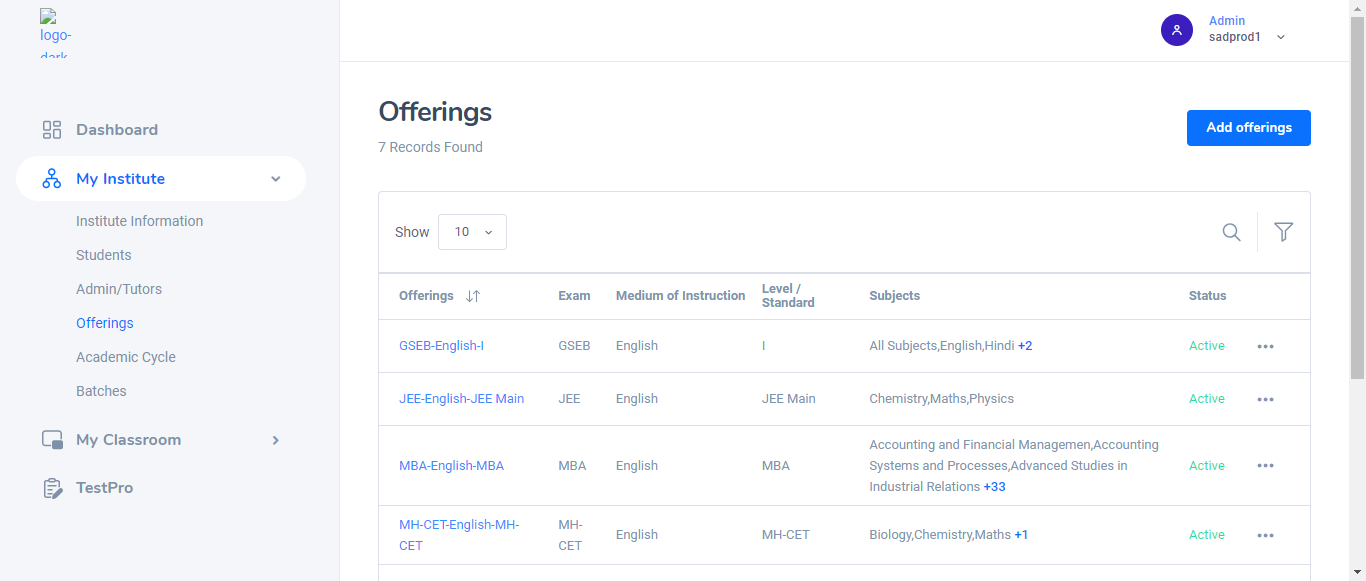 logo-
dark
Admin
sadprod1
Dashboard
My Institute
Institute Information
Students
Admin/Tutors
Offerings
Academic Cycle
Batches
My Classroom
TestPro
Offerings
7 Records Found
Add offerings
Show 10
Offerings Exam Medium of Instruction Level / Standard Subjects Status
GSEB-English-I GSEB English I All Subjects,English,Hindi +2 Active
JEE-English-JEE Main JEE English JEE Main Chemistry,Maths,Physics Active
MBA-English-MBA MBA English MBA Accounting and Financial Managemen,Accounting
Systems and Processes,Advanced Studies in
Industrial Relations +33 Active
MH-CET-English-MH-
CET MH-
CET English MH-CET Biology,Chemistry,Maths +1 Active